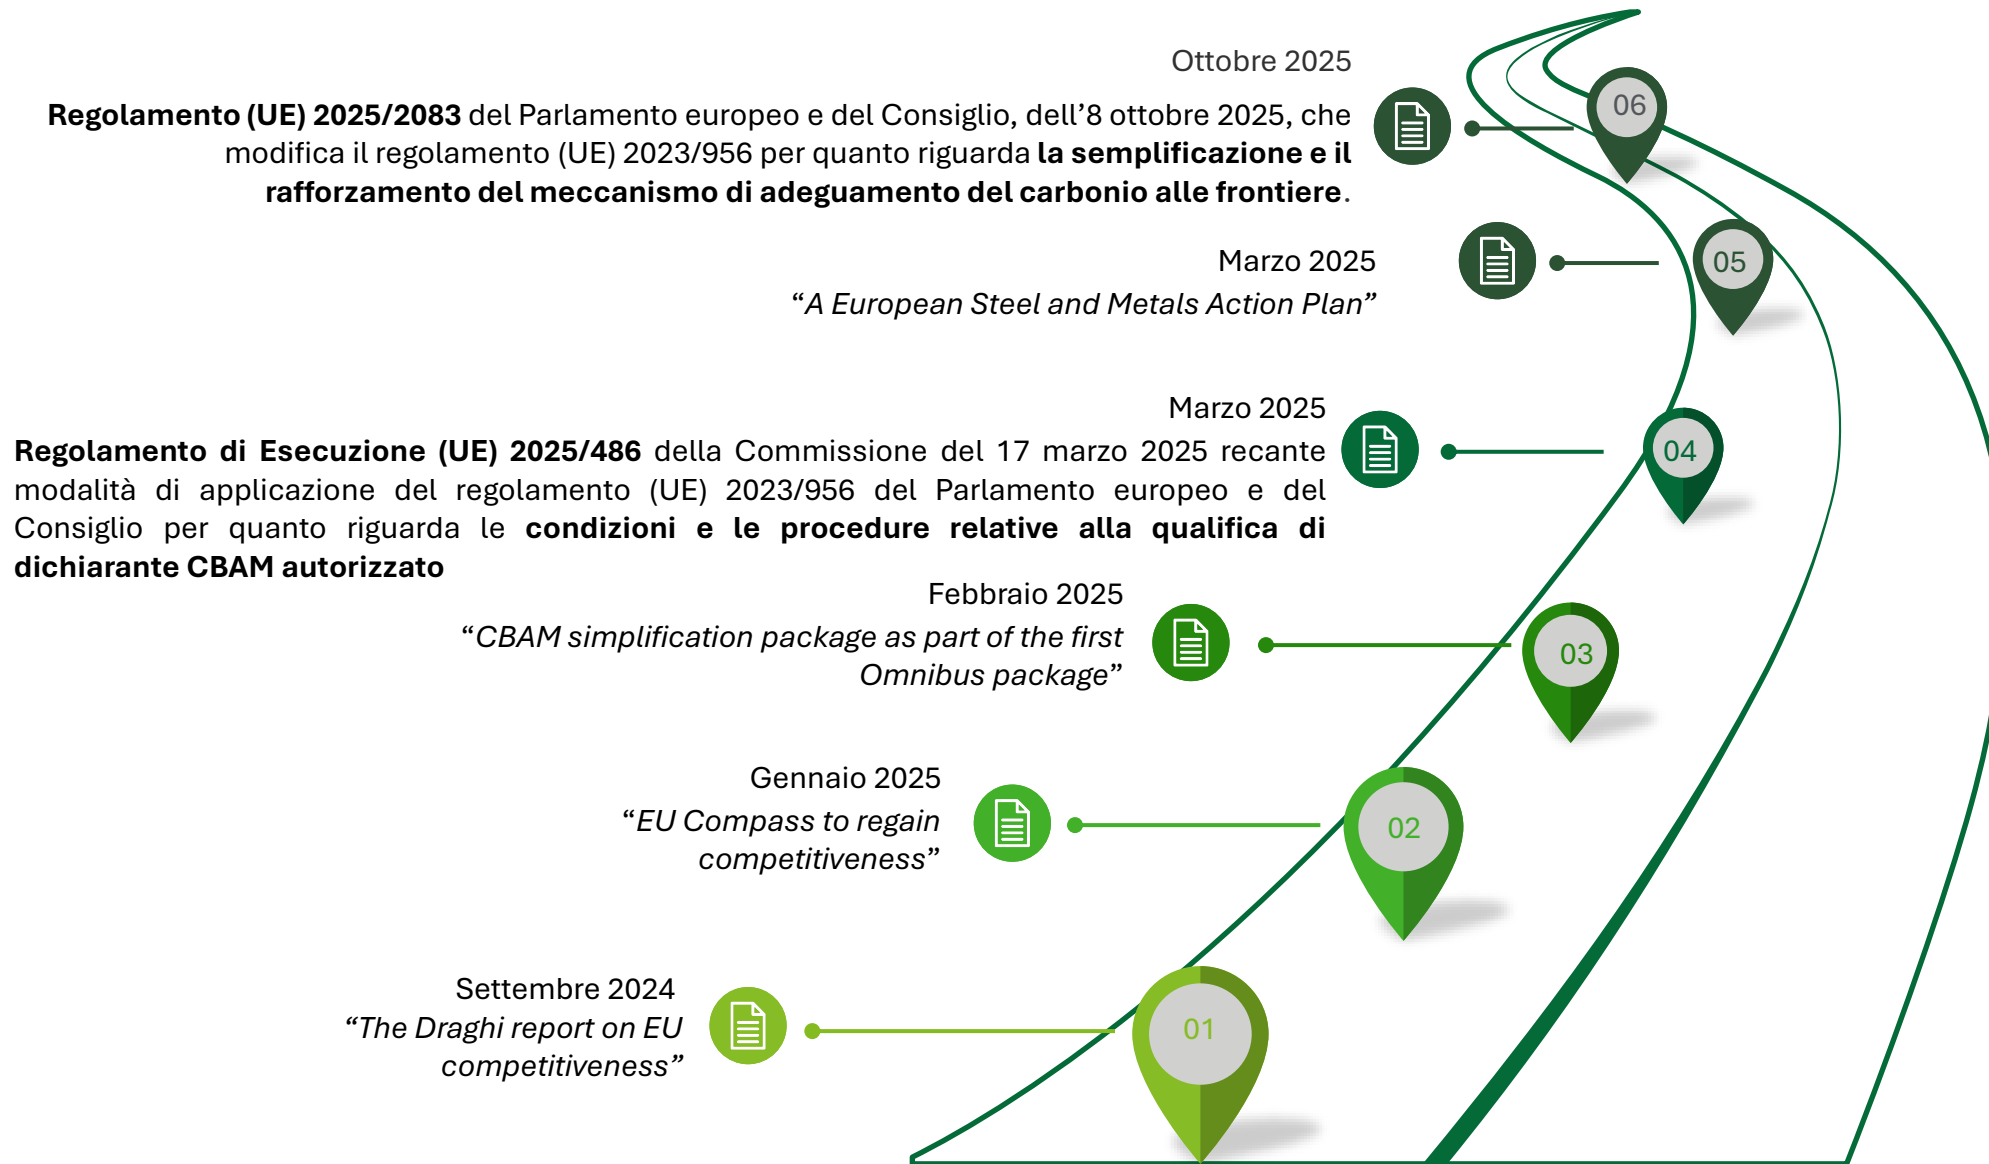 Ottobre 2025
Regolamento (UE) 2025/2083 del Parlamento europeo e del Consiglio, dell’8 ottobre 2025, che
modifica il regolamento (UE) 2023/956 per quanto riguarda la semplificazione e il
rafforzamento del meccanismo di adeguamento del carbonio alle frontiere.
06
Marzo 2025
“A European Steel and Metals Action Plan”
05
Marzo 2025
Regolamento di Esecuzione (UE) 2025/486 della Commissione del 17 marzo 2025 recante
modalità di applicazione del regolamento (UE) 2023/956 del Parlamento europeo e del
Consiglio per quanto riguarda le condizioni e le procedure relative alla qualifica di
dichiarante CBAM autorizzato
04
Febbraio 2025
“CBAM simplification package as part of the first
Omnibus package”
03
Gennaio 2025
“EU Compass to regain
competitiveness”
02
Settembre 2024
“The Draghi report on EU
competitiveness”
01